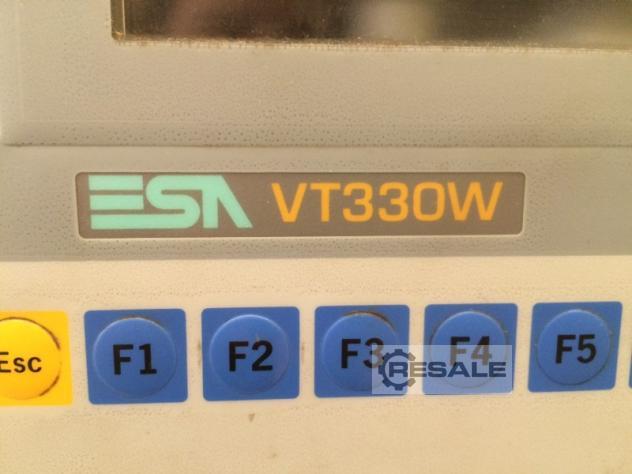 ESA VT330W
Esc F1 F2 F3 F4 F5
RESALE